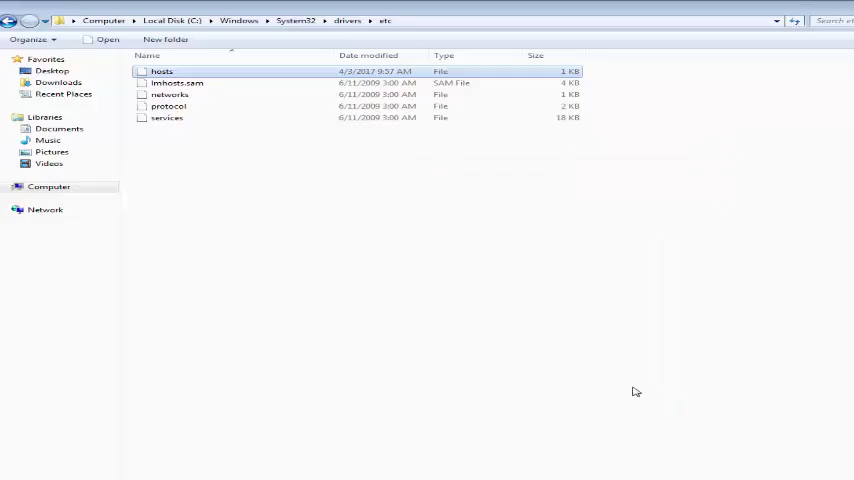 Computer Local Disk (C:) Windows System32 drivers etc Search etc
Organize Open New folder
Name Date modified Type Size
Favorites
Desktop
Downloads
Recent Places
Libraries
Documents
Music
Pictures
Videos
Computer
Network
hosts 4/3/2017 9:57 AM File 1 KB
lmhosts.sam 6/11/2009 3:00 AM SAM File 4 KB
networks 6/11/2009 3:00 AM File 1 KB
protocol 6/11/2009 3:00 AM File 2 KB
services 6/11/2009 3:00 AM File 18 KB